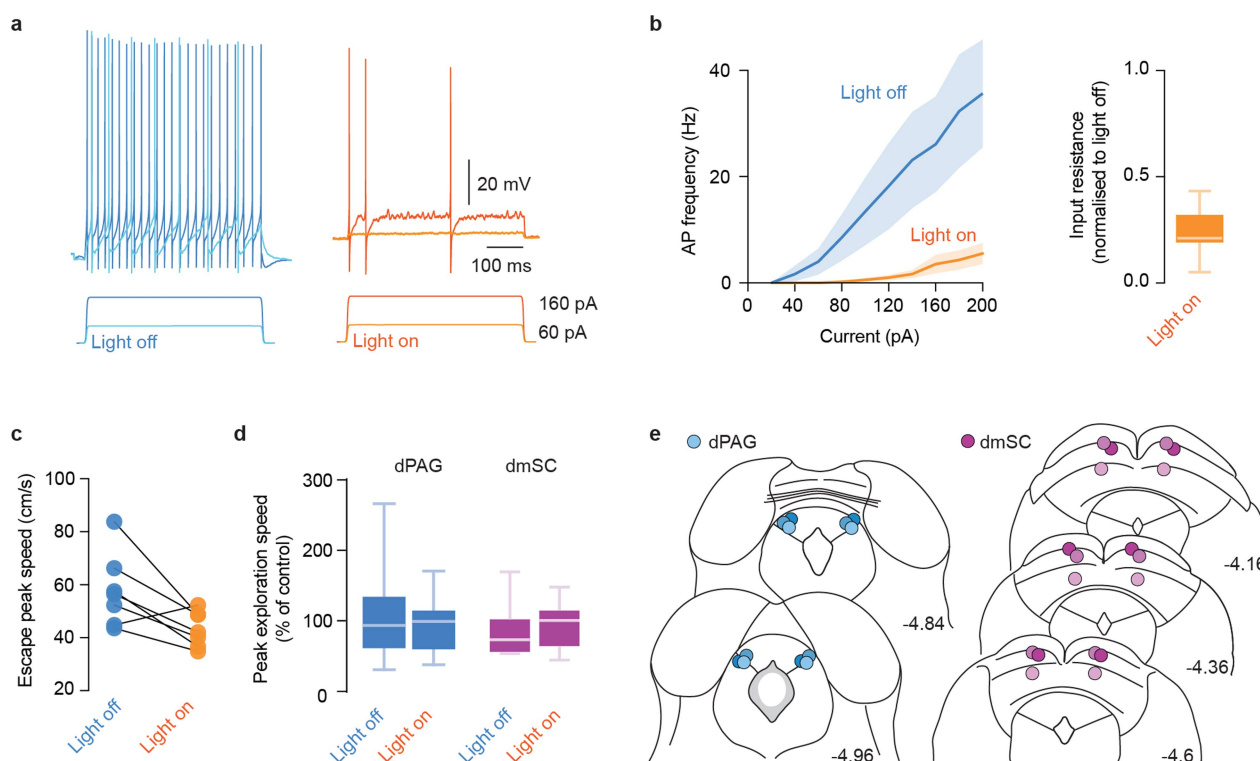 a
20 mV
100 ms
160 pA
60 pA
Light off
Light on
b
AP frequency (Hz)
40
20
0
Light off
Light on
0
40
80
120
160
200
Current (pA)
Input resistance
(normalised to light off)
1.0
0.5
0.0
Light on
c
Escape peak speed (cm/s)
100
80
60
40
20
Light off
Light on
d
Peak exploration speed
(% of control)
300
200
100
0
dPAG
dmSC
Light off
Light on
Light off
Light on
e
dPAG
dmSC
-4.84
-4.96
-4.16
-4.36
-4.6